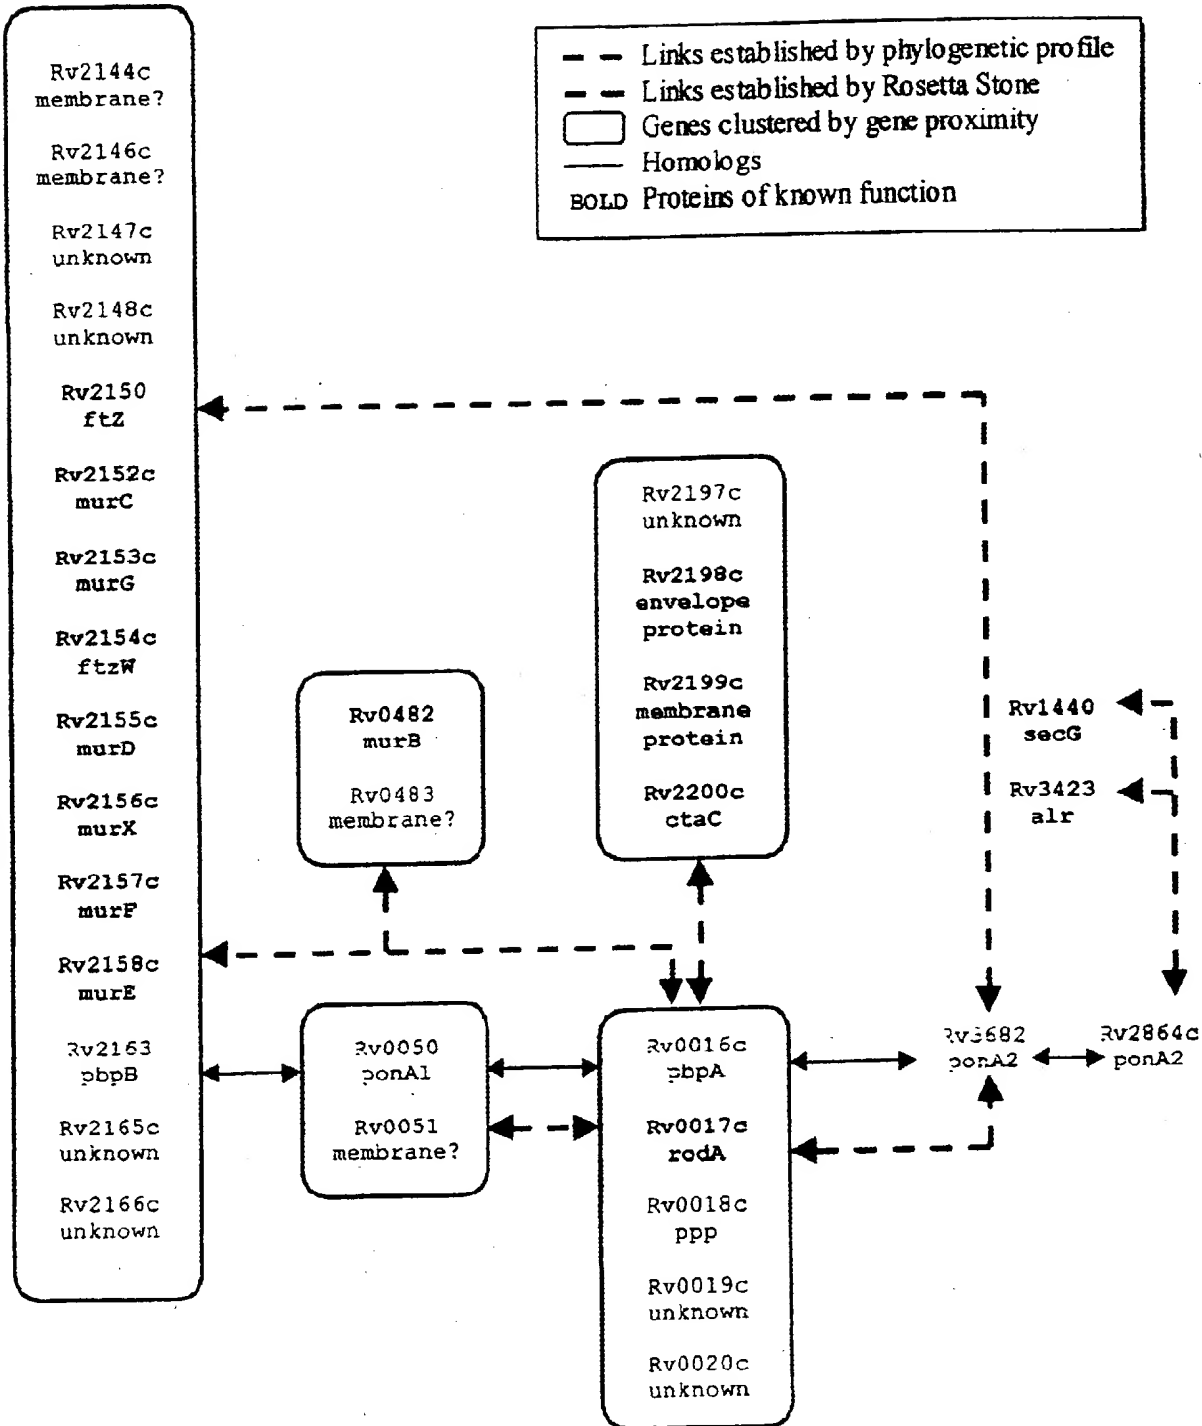 Links established by phylogenetic profile
Links established by Rosetta Stone
Genes clustered by gene proximity
Homologs
BOLD Proteins of known function
Rv2144c
membrane?
Rv2146c
membrane?
Rv2147c
unknown
Rv2148c
unknown
Rv2150
ftZ
Rv2152c
murC
Rv2153c
murG
Rv2154c
ftzW
Rv2155c
murD
Rv2156c
murX
Rv2157c
murF
Rv2158c
murE
Rv2163
pbpB
Rv2165c
unknown
Rv2166c
unknown
Rv0482
murB
Rv0483
membrane?
Rv0050
ponA1
Rv0051
membrane?
Rv2197c
unknown
Rv2198c
envelope
protein
Rv2199c
membrane
protein
Rv2200c
ctaC
Rv0016c
pbpA
Rv0017c
rodA
Rv0018c
ppp
Rv0019c
unknown
Rv0020c
unknown
Rv1440
secG
Rv3423
alr
Rv3682
ponA2
Rv2864c
ponA2